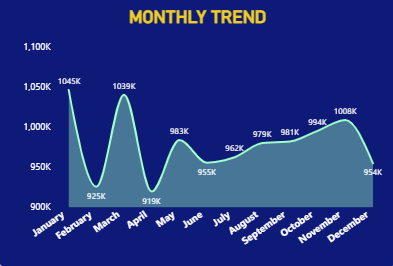 MONTHLY TREND
1,100K
1,050K
1,000K
950K
900K
1045K
925K
1039K
919K
983K
955K
962K
979K
981K
994K
1008K
954K
January
February
March
April
May
June
July
August
September
October
November
December